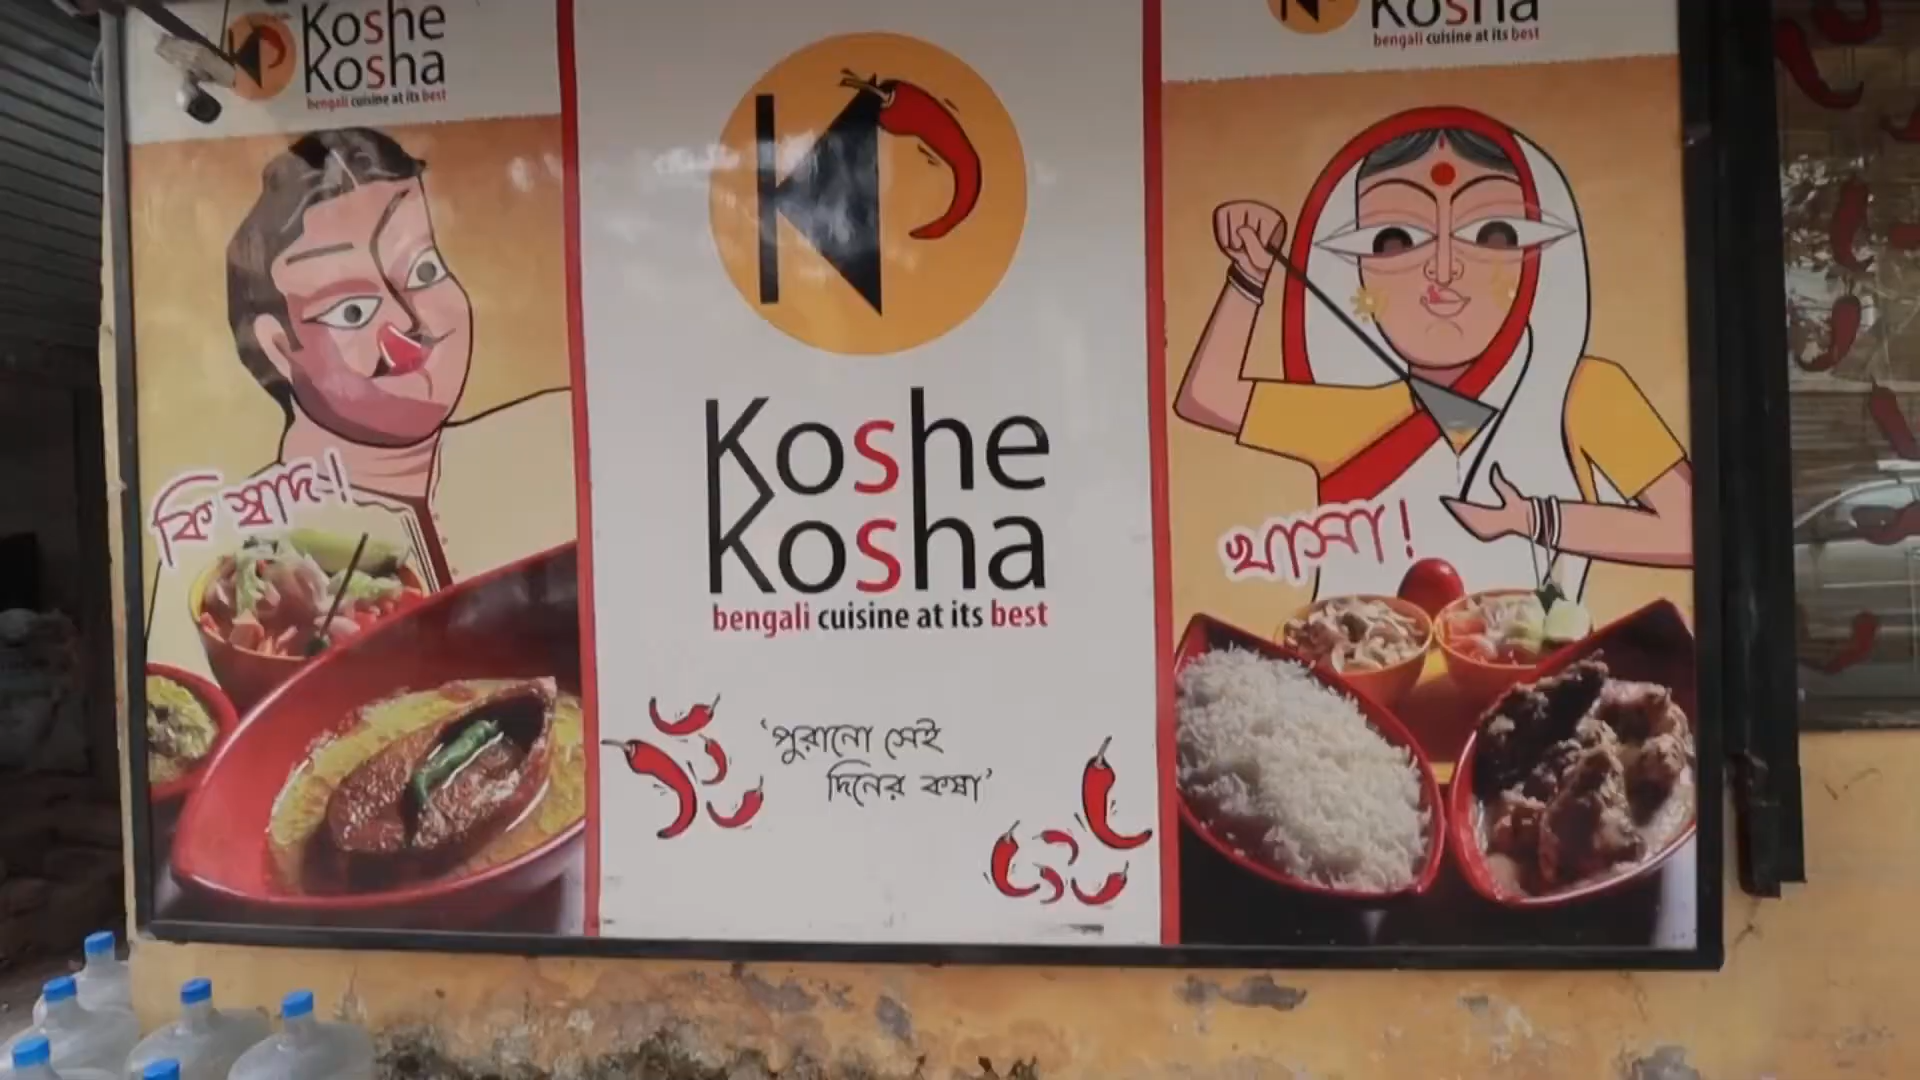 Koshe
Kosha
bengali cuisine at its best
কি স্বাদ!
Koshe
Kosha
bengali cuisine at its best
'পুরানো সেই
দিনের কষা'
Kosha
bengali cuisine at its best
খাসা!